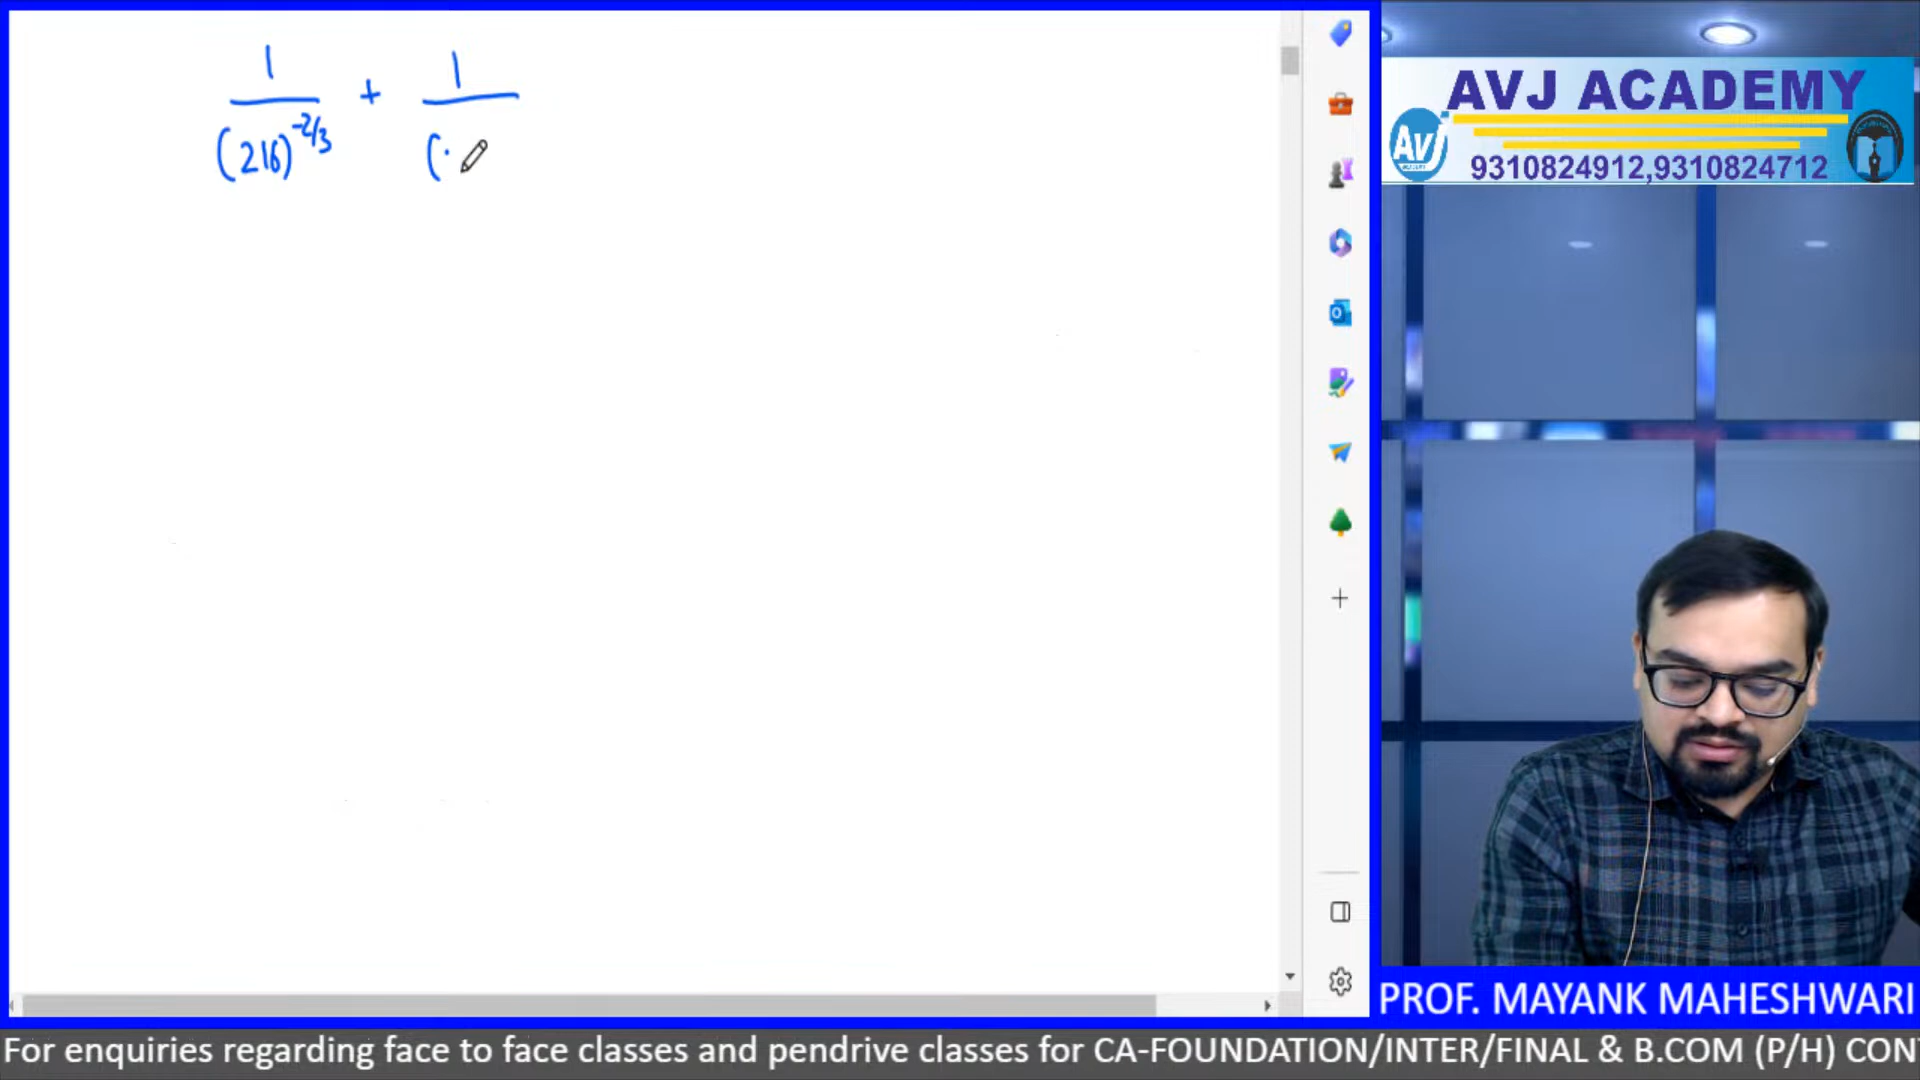 1/(216)^-2/3 + 1/(.
AVJ ACADEMY
AVJ
9310824912,9310824712
PROF. MAYANK MAHESHWARI
For enquiries regarding face to face classes and pendrive classes for CA-FOUNDATION/INTER/FINAL & B.COM (P/H) CON